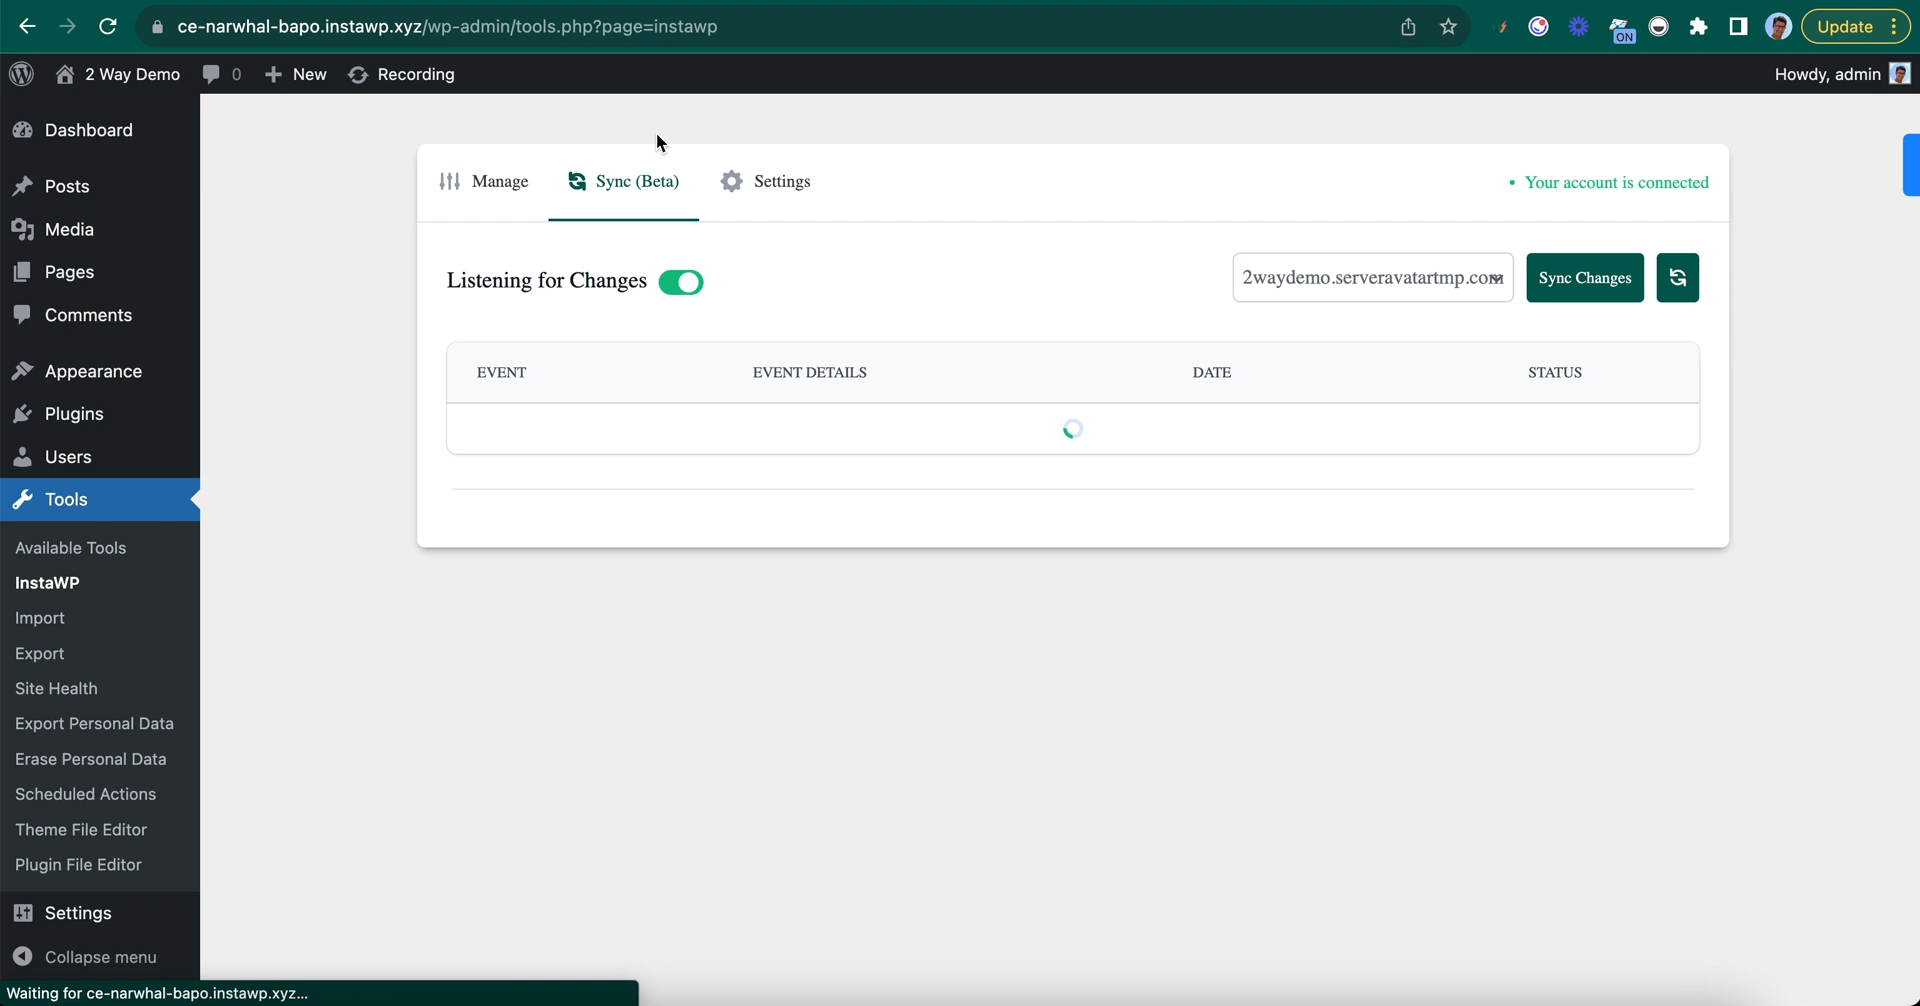 ce-narwhal-bapo.instawp.xyz/wp-admin/tools.php?page=instawp
ON
Update
2 Way Demo
0
New
Recording
Howdy, admin
Dashboard
Posts
Media
Pages
Comments
Appearance
Plugins
Users
Tools
Available Tools
InstaWP
Import
Export
Site Health
Export Personal Data
Erase Personal Data
Scheduled Actions
Theme File Editor
Plugin File Editor
Settings
Collapse menu
Manage
Sync (Beta)
Settings
• Your account is connected
Listening for Changes
2waydemo.serveravatartmp.com
Sync Changes
EVENT
EVENT DETAILS
DATE
STATUS
Waiting for ce-narwhal-bapo.instawp.xyz...